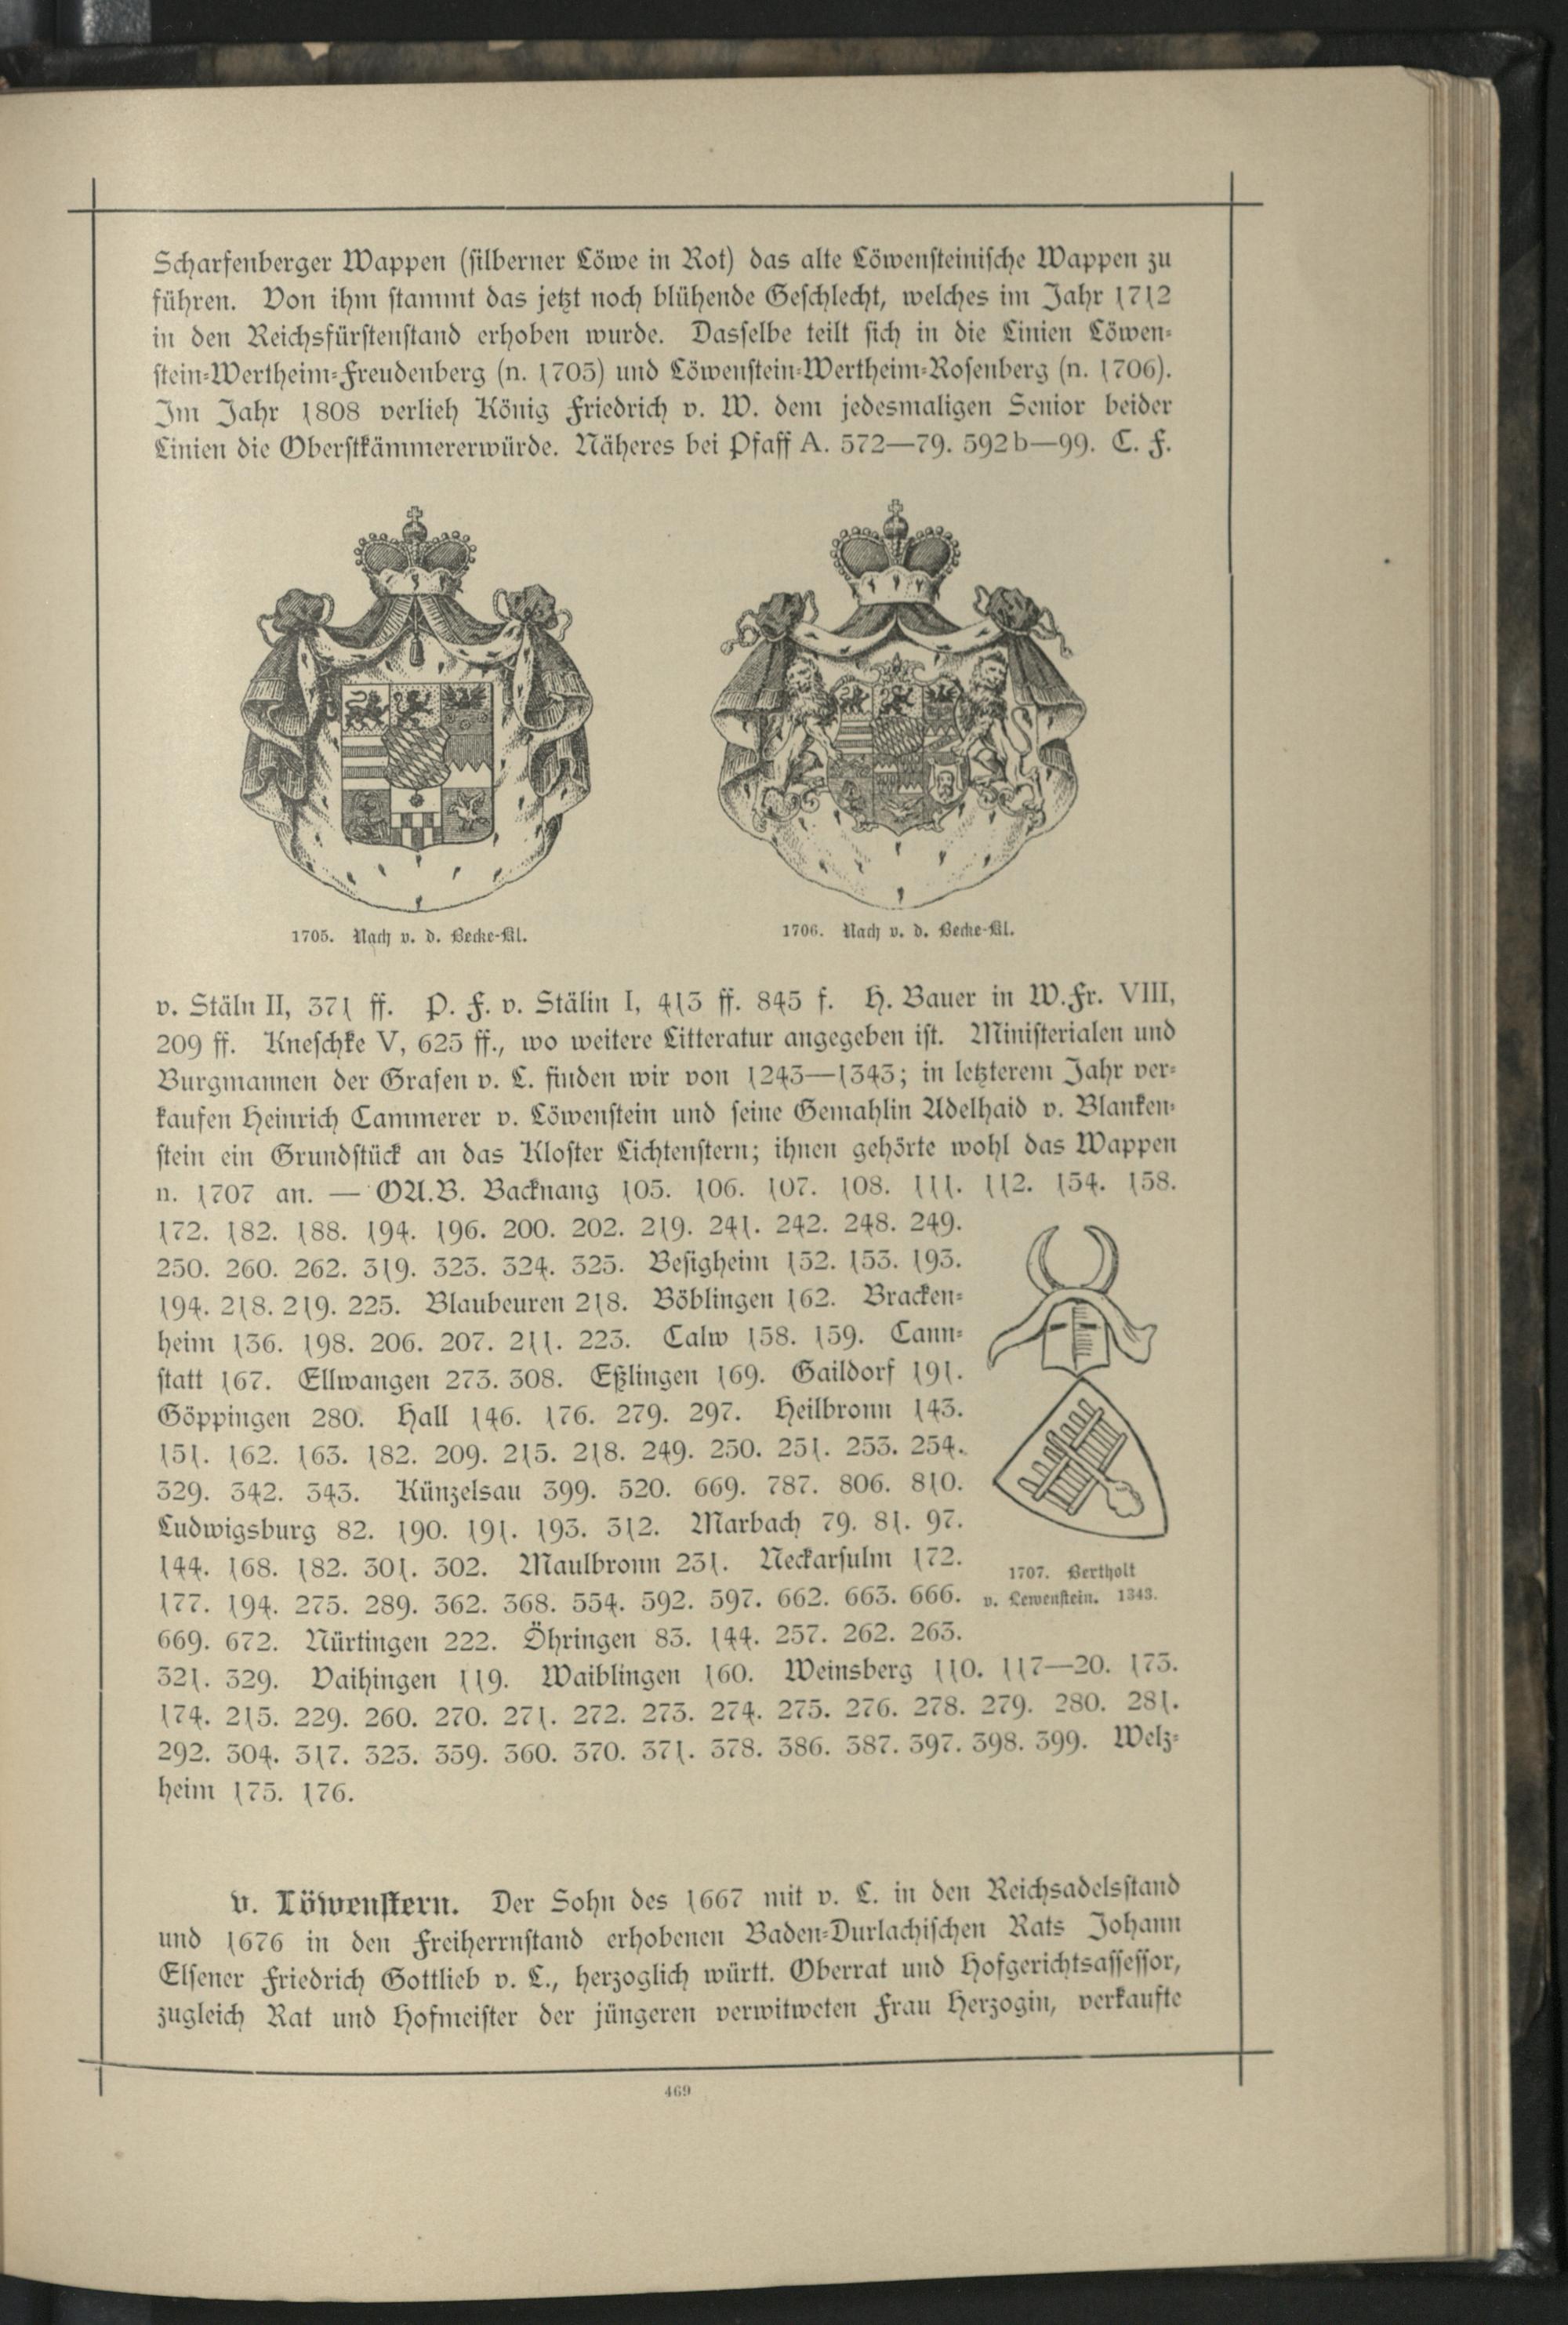 Scharfenberger Wappen (silberner Löwe in Rot) das alte Löwensteinische Wappen zu
führen. Von ihm stammt das jetzt noch blühende Geschlecht, welches im Jahr 1712
in den Reichsfürstenstand erhoben wurde. Dasselbe teilt sich in die Linien Löwen-
stein-Wertheim-Freudenberg (n. 1705) und Löwenstein-Wertheim-Rosenberg (n. 1706).
Im Jahr 1808 verlieh König Friedrich v. W. dem jedesmaligen Senior beider
Linien die Oberstkämmererwürde. Näheres bei Pfaff A. 572—79. 592b—99. C. F.
1705. Nach v. d. Becke-Kl.
1706. Nach v. d. Becke-Kl.
v. Stäln II, 371 ff. P. F. v. Stälin I, 413 ff. 845 f. H. Bauer in W.Fr. VIII,
209 ff. Kneschke V, 625 ff., wo weitere Litteratur angegeben ist. Ministerialen und
Burgmannen der Grafen v. L. finden wir von 1243—1343; in letzterem Jahr ver-
kaufen Heinrich Cammerer v. Löwenstein und seine Gemahlin Adelhaid v. Blanken-
stein ein Grundstück an das Kloster Lichtenstern; ihnen gehörte wohl das Wappen
n. 1707 an. — OA.B. Backnang 105. 106. 107. 108. 111. 112. 154. 158.
172. 182. 188. 194. 196. 200. 202. 219. 241. 242. 248. 249.
250. 260. 262. 319. 323. 324. 325. Besigheim 152. 153. 193.
194. 218. 219. 225. Blaubeuren 218. Böblingen 162. Bracken-
heim 136. 198. 206. 207. 211. 223. Calw 158. 159. Cann-
statt 167. Ellwangen 273. 308. Eßlingen 169. Gaildorf 191.
Göppingen 280. Hall 146. 176. 279. 297. Heilbronn 143.
151. 162. 163. 182. 209. 215. 218. 249. 250. 251. 253. 254.
329. 342. 343. Künzelsau 399. 520. 669. 787. 806. 810.
Ludwigsburg 82. 190. 191. 193. 312. Marbach 79. 81. 97.
144. 168. 182. 301. 302. Maulbronn 231. Neckarsulm 172.
177. 194. 275. 289. 362. 368. 554. 592. 597. 662. 663. 666.
669. 672. Nürtingen 222. Öhringen 83. 144. 257. 262. 263.
1707. Bertholt
v. Lewenstein. 1343.
321. 329. Vaihingen 119. Waiblingen 160. Weinsberg 110. 117—20. 173.
174. 215. 229. 260. 270. 271. 272. 273. 274. 275. 276. 278. 279. 280. 281.
292. 304. 317. 323. 359. 360. 370. 371. 378. 386. 387. 397. 398. 399. Welz-
heim 175. 176.
v. Löwenstern. Der Sohn des 1667 mit v. L. in den Reichsadelsstand
und 1676 in den Freiherrnstand erhobenen Baden-Durlachischen Rats Johann
Elsener Friedrich Gottlieb v. L., herzoglich württ. Oberrat und Hofgerichtsassessor,
zugleich Rat und Hofmeister der jüngeren verwitweten Frau Herzogin, verkaufte
469